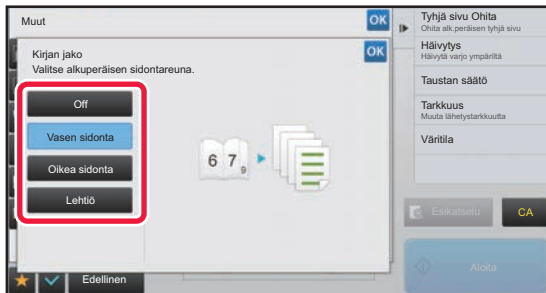 Muut
OK
Kirjan jako
Valitse alkuperäisen sidontareuna.
OK
Off
Vasen sidonta
Oikea sidonta
Lehtiö
6 7 9
Edellinen
Tyhjä sivu Ohita
Ohita alk.peräisen tyhjä sivu
Häivytys
Häivytä varjo ympäriltä
Taustan säätö
Tarkkuus
Muuta lähetystarkkuutta
Väritila
Esikatselu
CA
Aloita